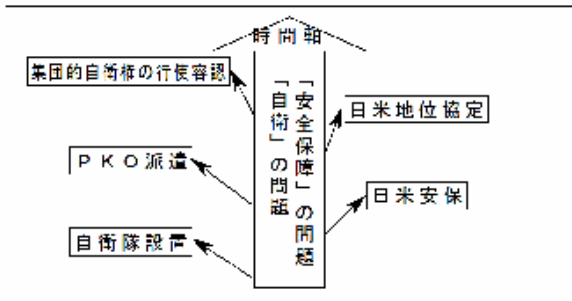 時間軸
集団的自衛権の行使容認
「安全保障」の問題
「自衛」の問題
日米地位協定
ＰＫＯ派遣
日米安保
自衛隊設置